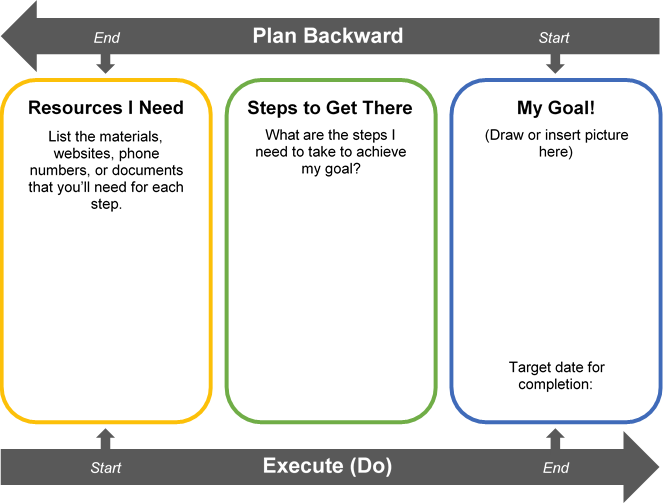 End
Plan Backward
Start
Resources I Need
List the materials,
websites, phone
numbers, or documents
that you'll need for each
step.
Steps to Get There
What are the steps I
need to take to achieve
my goal?
My Goal!
(Draw or insert picture
here)
Target date for
completion:
Start
Execute (Do)
End